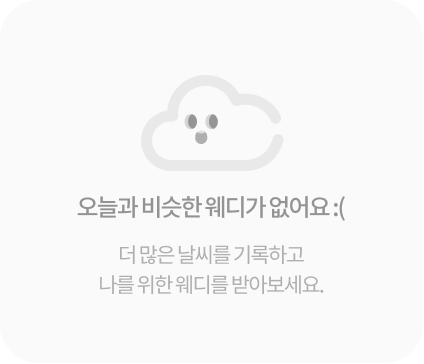 오늘과 비슷한 웨디가 없어요 :(
더 많은 날씨를 기록하고
나를 위한 웨디를 받아보세요.